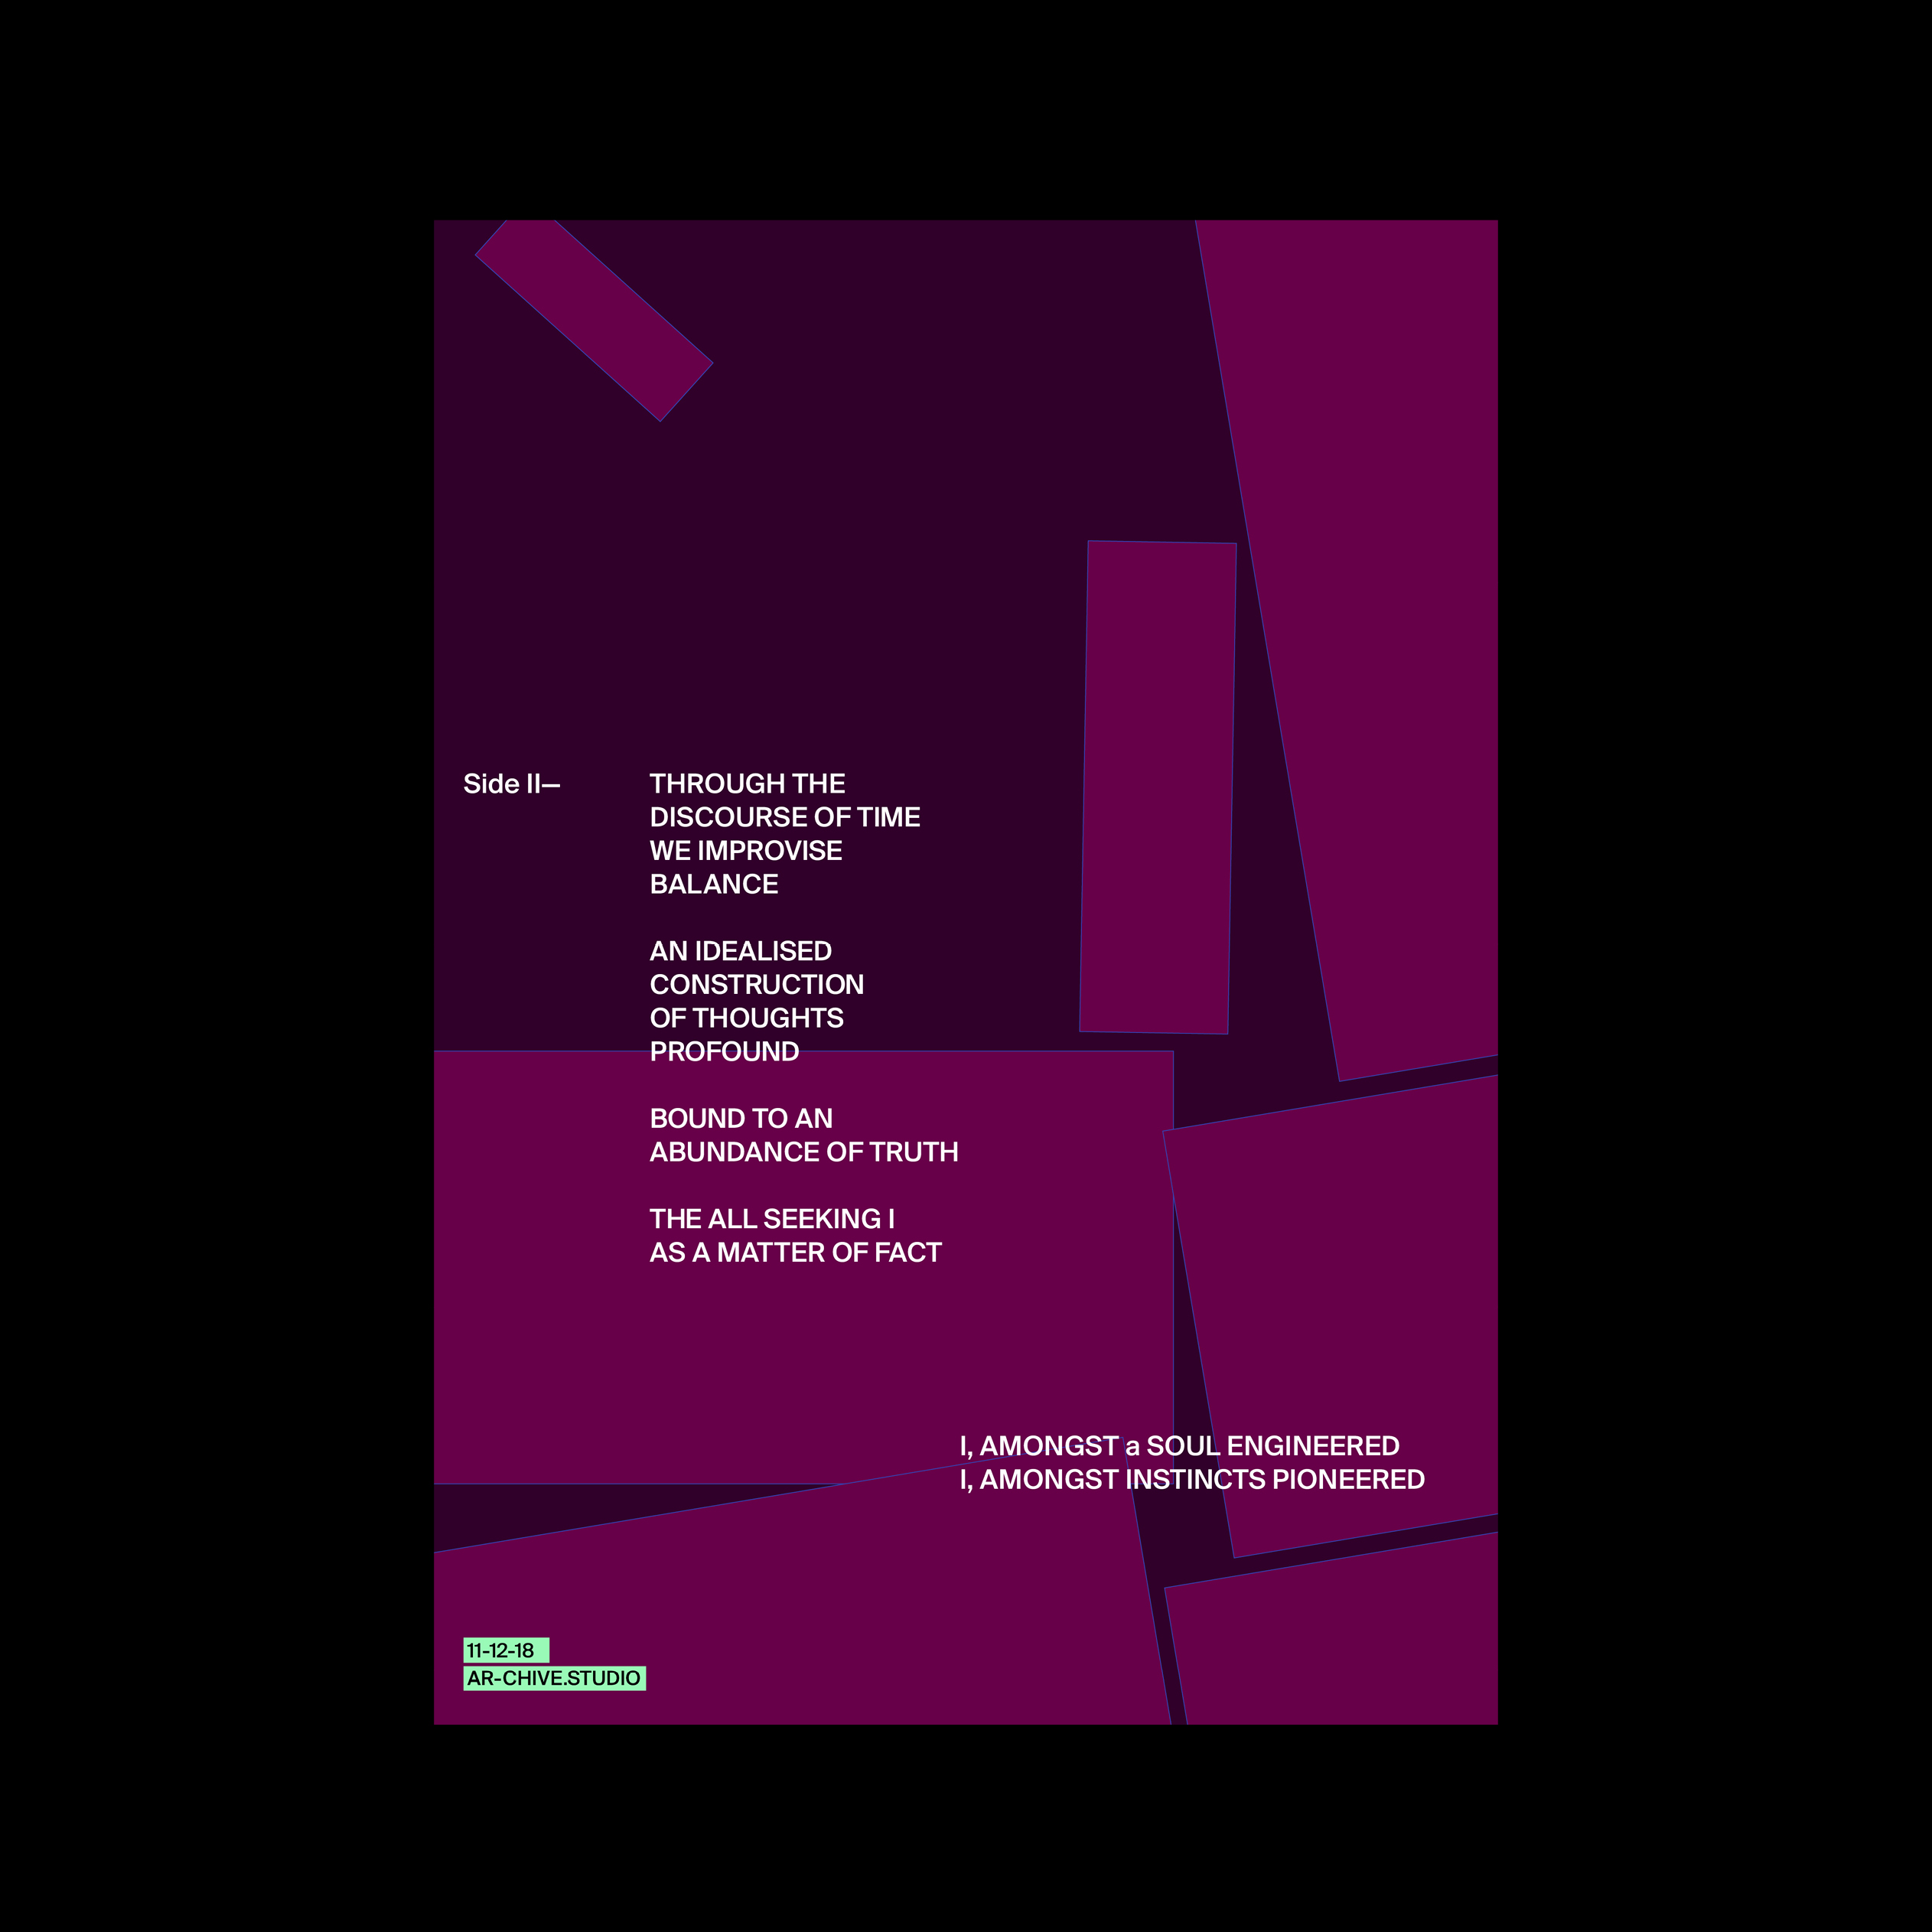 Side II—
THROUGH THE
DISCOURSE OF TIME
WE IMPROVISE
BALANCE
AN IDEALISED
CONSTRUCTION
OF THOUGHTS
PROFOUND
BOUND TO AN
ABUNDANCE OF TRUTH
THE ALL SEEKING I
AS A MATTER OF FACT
I, AMONGST a SOUL ENGINEERED
I, AMONGST INSTINCTS PIONEERED
11-12-18
AR-CHIVE.STUDIO